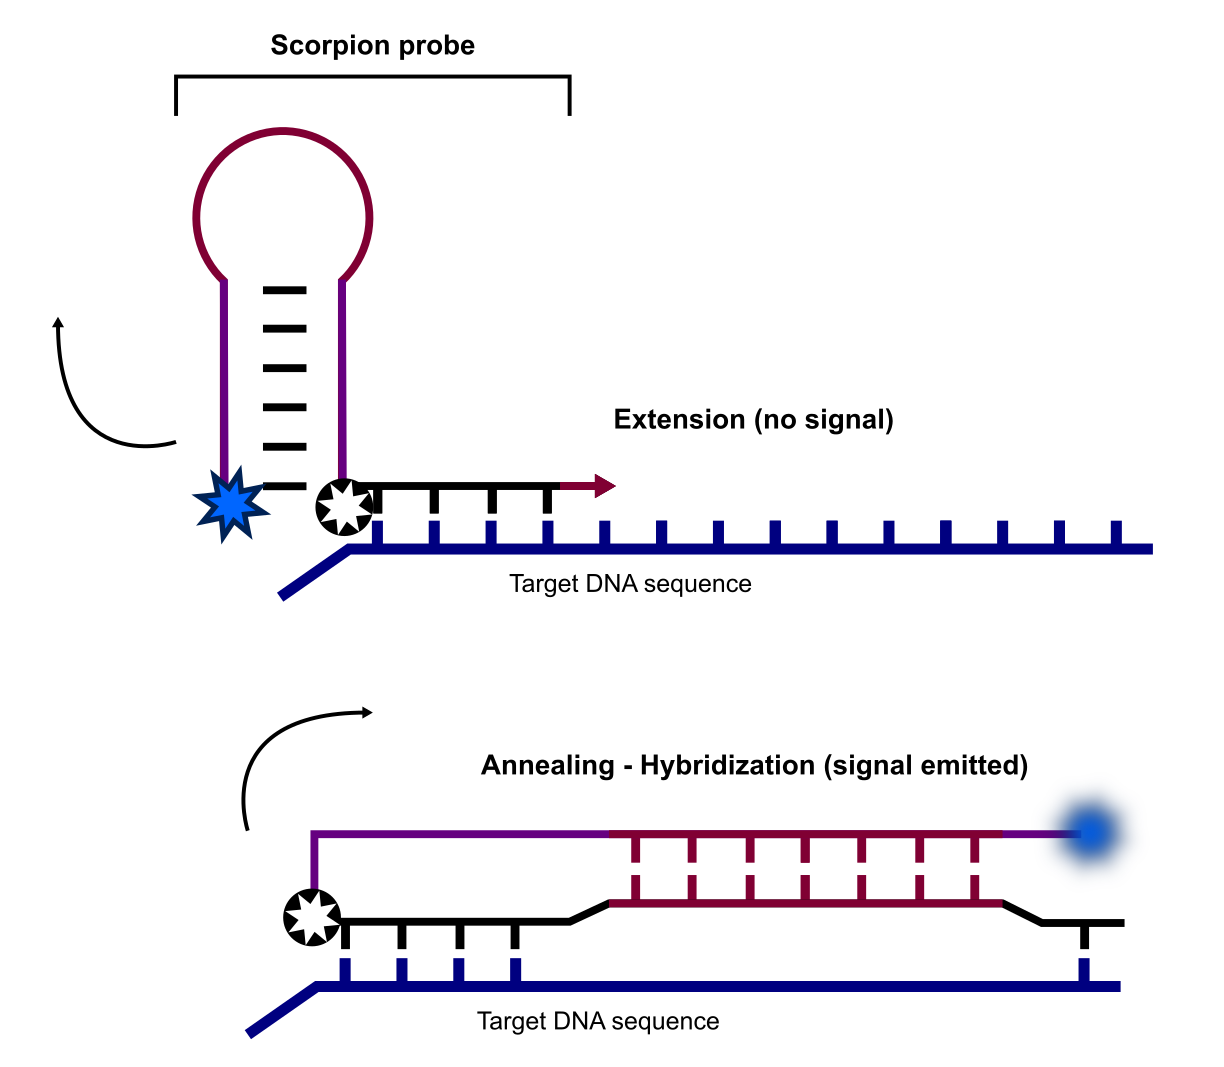 Scorpion probe
Extension (no signal)
Target DNA sequence
Annealing - Hybridization (signal emitted)
Target DNA sequence